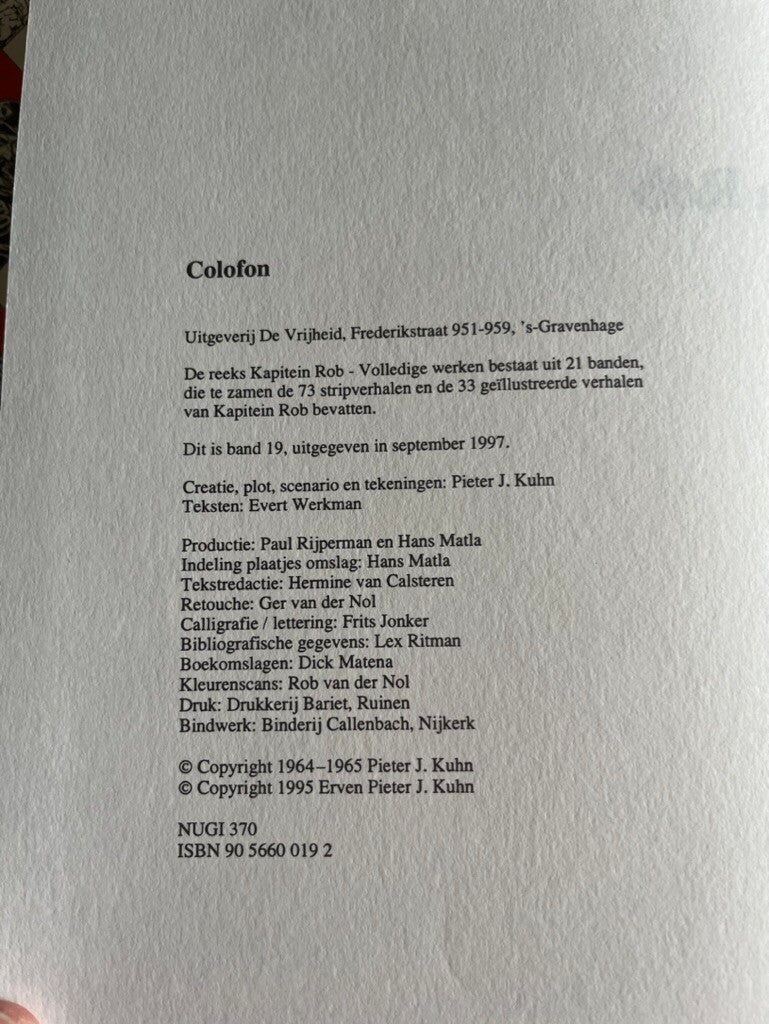 Colofon
Uitgeverij De Vrijheid, Frederikstraat 951-959, 's-Gravenhage
De reeks Kapitein Rob - Volledige werken bestaat uit 21 banden,
die te zamen de 73 stripverhalen en de 33 geïllustreerde verhalen
van Kapitein Rob bevatten.
Dit is band 19, uitgegeven in september 1997.
Creatie, plot, scenario en tekeningen: Pieter J. Kuhn
Teksten: Evert Werkman
Productie: Paul Rijperman en Hans Matla
Indeling plaatjes omslag: Hans Matla
Tekstredactie: Hermine van Calsteren
Retouche: Ger van der Nol
Calligrafie / lettering: Frits Jonker
Bibliografische gegevens: Lex Ritman
Boekomslagen: Dick Matena
Kleurenscans: Rob van der Nol
Druk: Drukkerij Bariet, Ruinen
Bindwerk: Binderij Callenbach, Nijkerk
© Copyright 1964–1965 Pieter J. Kuhn
© Copyright 1995 Erven Pieter J. Kuhn
NUGI 370
ISBN 90 5660 019 2